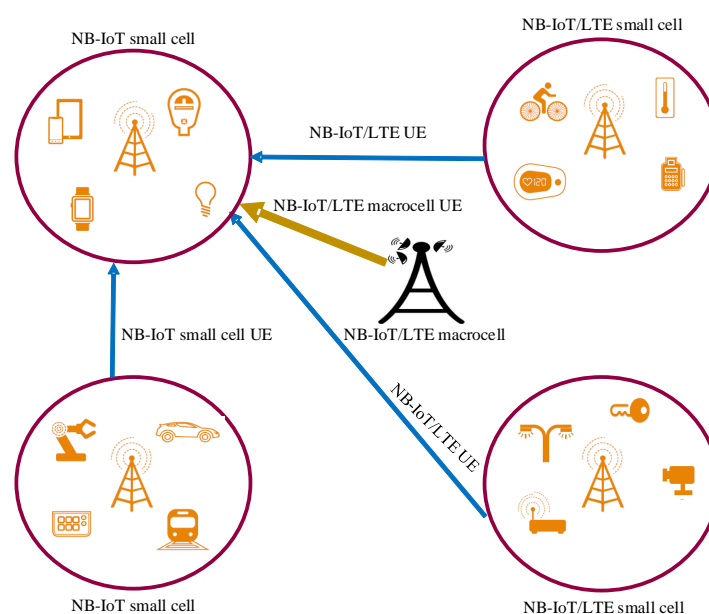 NB-IoT small cell
NB-IoT/LTE small cell
NB-IoT/LTE UE
120
NB-IoT/LTE macrocell UE
NB-IoT small cell UE
NB-IoT/LTE macrocell
NB-IoT/LTE UE
NB-IoT small cell
NB-IoT/LTE small cell